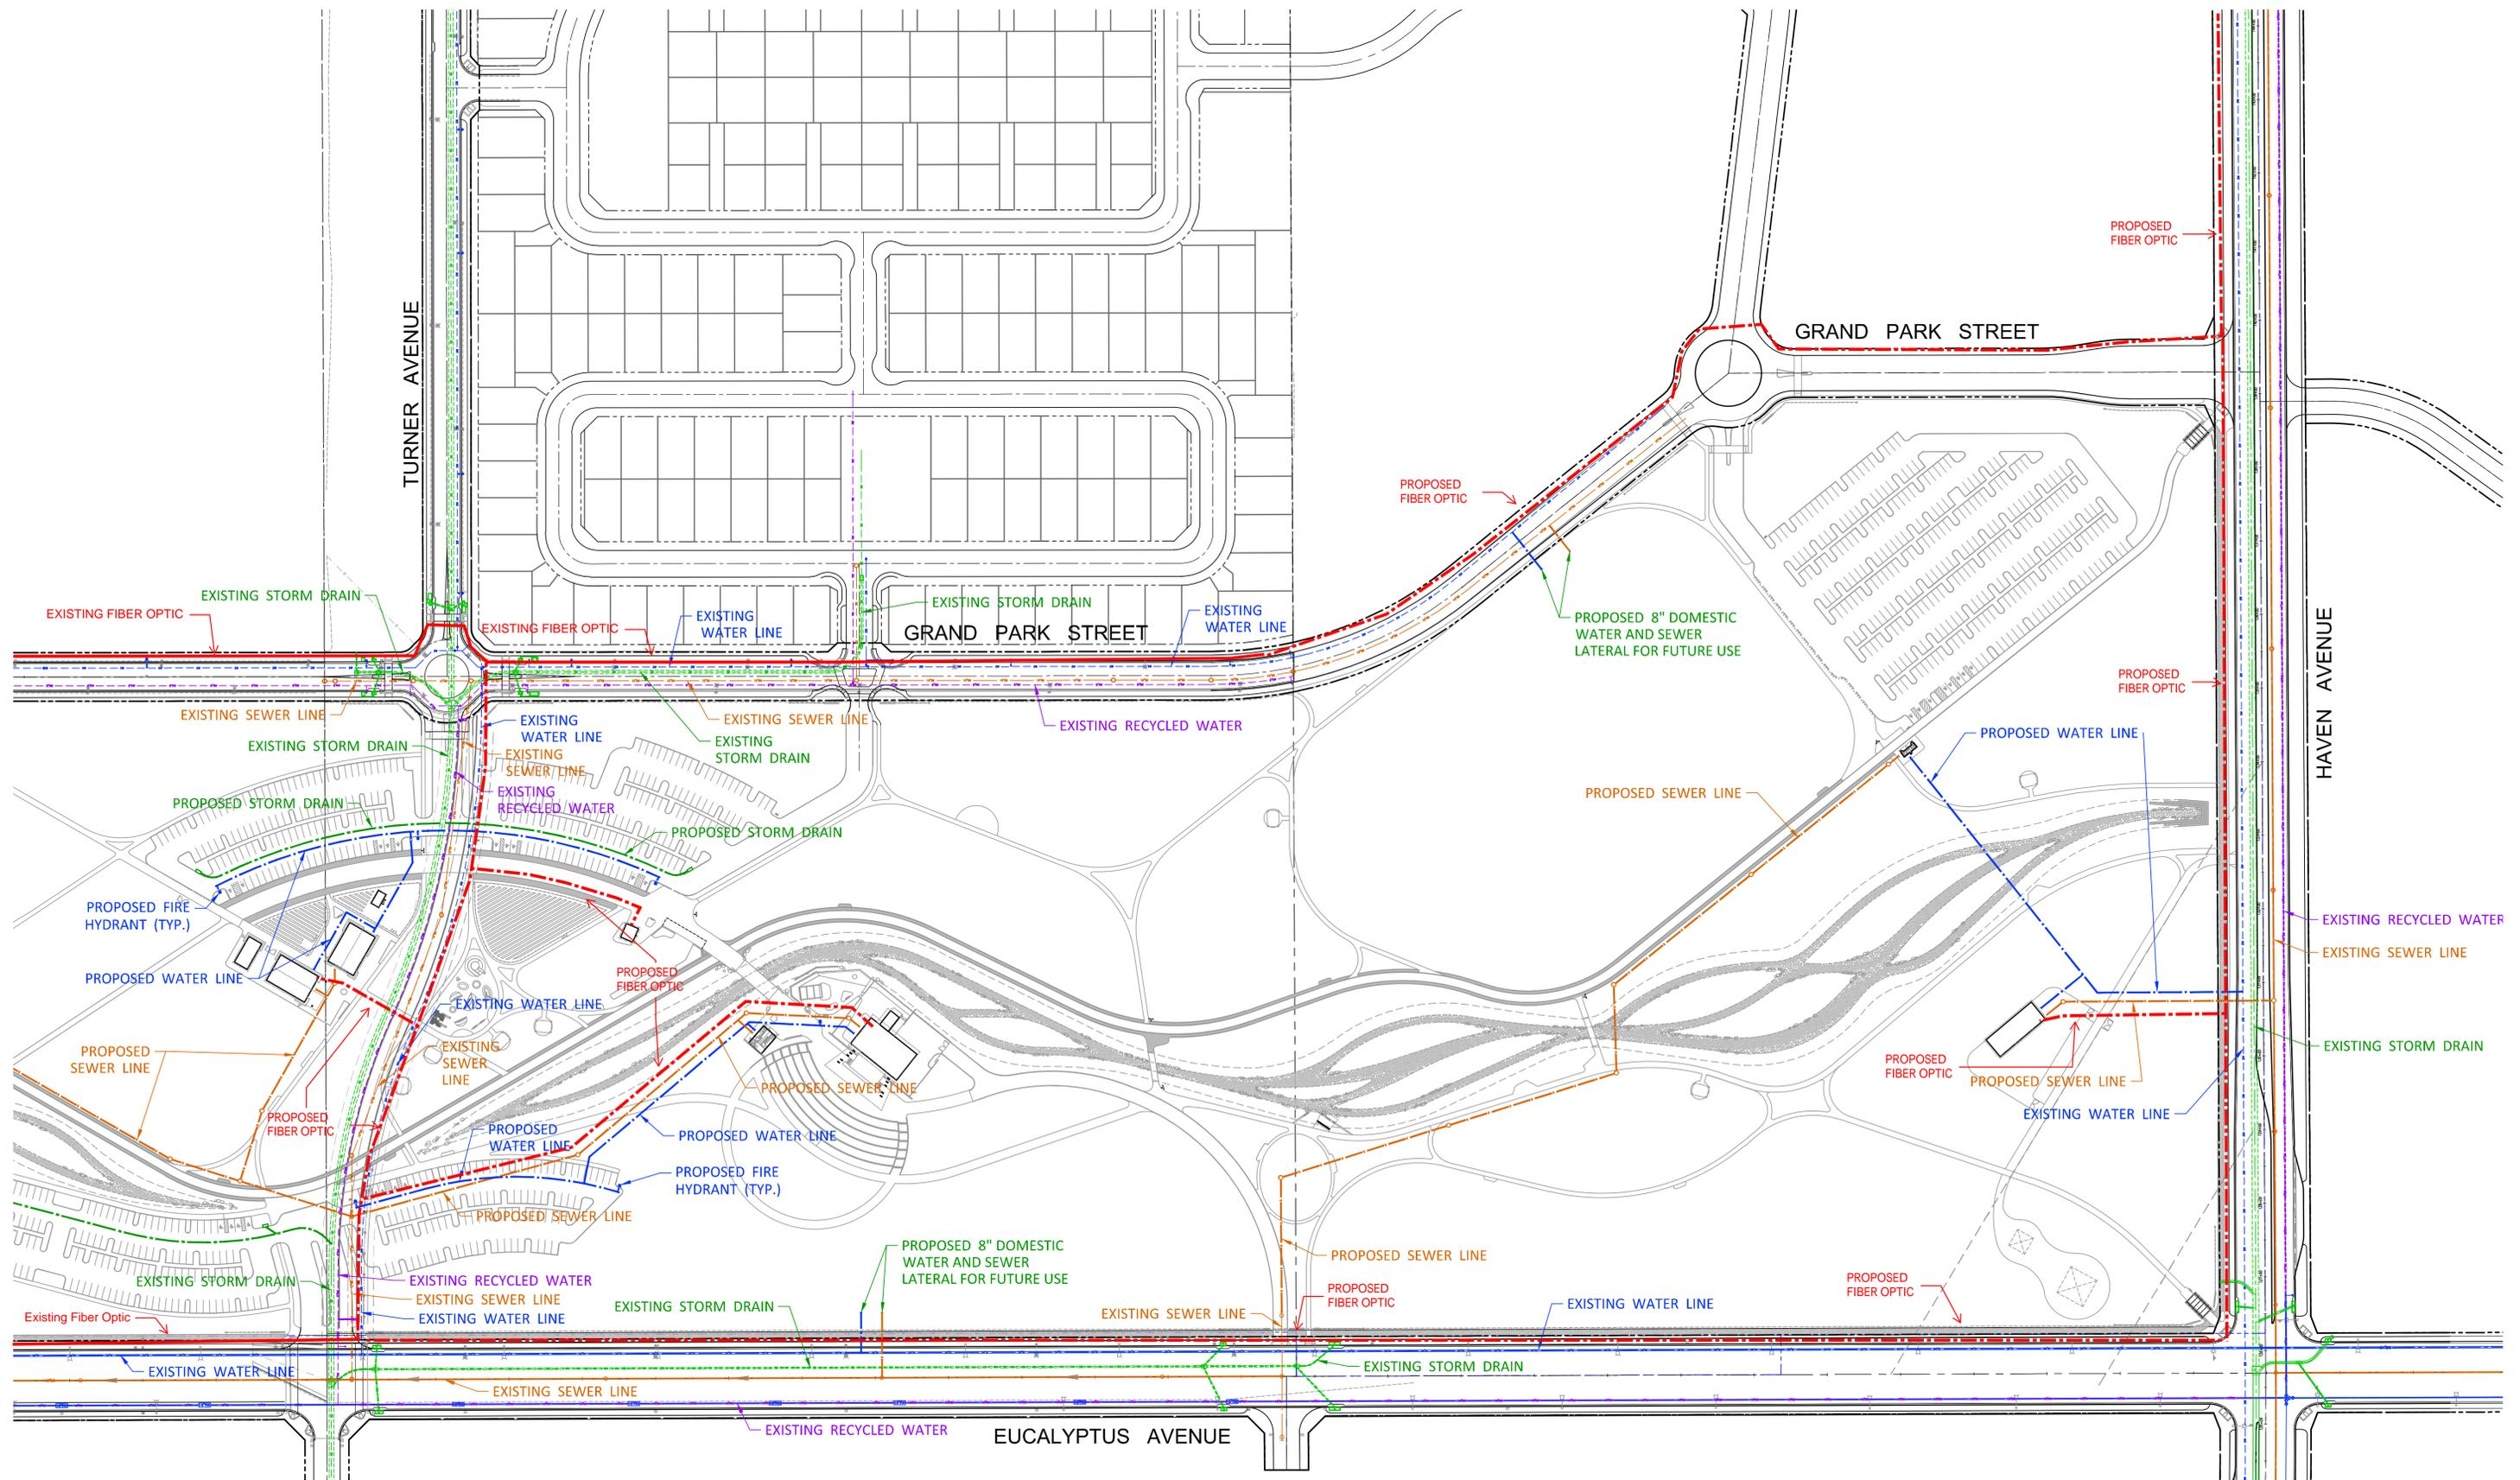 PROPOSED
FIBER OPTIC
GRAND PARK STREET
TURNER AVENUE
PROPOSED
FIBER OPTIC
EXISTING STORM DRAIN
EXISTING FIBER OPTIC
EXISTING FIBER OPTIC
EXISTING
WATER LINE
EXISTING STORM DRAIN
GRAND PARK STREET
EXISTING
WATER LINE
PROPOSED 8" DOMESTIC
WATER AND SEWER
LATERAL FOR FUTURE USE
HAVEN AVENUE
PROPOSED
FIBER OPTIC
EXISTING SEWER LINE
EXISTING STORM DRAIN
EXISTING
WATER LINE
EXISTING
SEWER LINE
EXISTING SEWER LINE
EXISTING
STORM DRAIN
EXISTING RECYCLED WATER
PROPOSED WATER LINE
EXISTING
RECYCLED WATER
PROPOSED STORM DRAIN
PROPOSED STORM DRAIN
PROPOSED SEWER LINE
PROPOSED FIRE
HYDRANT (TYP.)
EXISTING RECYCLED WATER
EXISTING SEWER LINE
PROPOSED WATER LINE
PROPOSED
FIBER OPTIC
EXISTING WATER LINE
PROPOSED
SEWER LINE
EXISTING
SEWER LINE
EXISTING STORM DRAIN
PROPOSED
FIBER OPTIC
PROPOSED SEWER LINE
PROPOSED SEWER LINE
PROPOSED
FIBER OPTIC
EXISTING WATER LINE
PROPOSED
WATER LINE
PROPOSED WATER LINE
PROPOSED FIRE
HYDRANT (TYP.)
PROPOSED SEWER LINE
PROPOSED 8" DOMESTIC
WATER AND SEWER
LATERAL FOR FUTURE USE
PROPOSED SEWER LINE
EXISTING STORM DRAIN
EXISTING RECYCLED WATER
EXISTING SEWER LINE
EXISTING WATER LINE
Existing Fiber Optic
EXISTING STORM DRAIN
EXISTING SEWER LINE
PROPOSED
FIBER OPTIC
EXISTING WATER LINE
PROPOSED
FIBER OPTIC
EXISTING WATER LINE
EXISTING SEWER LINE
EXISTING STORM DRAIN
EXISTING RECYCLED WATER
EUCALYPTUS AVENUE